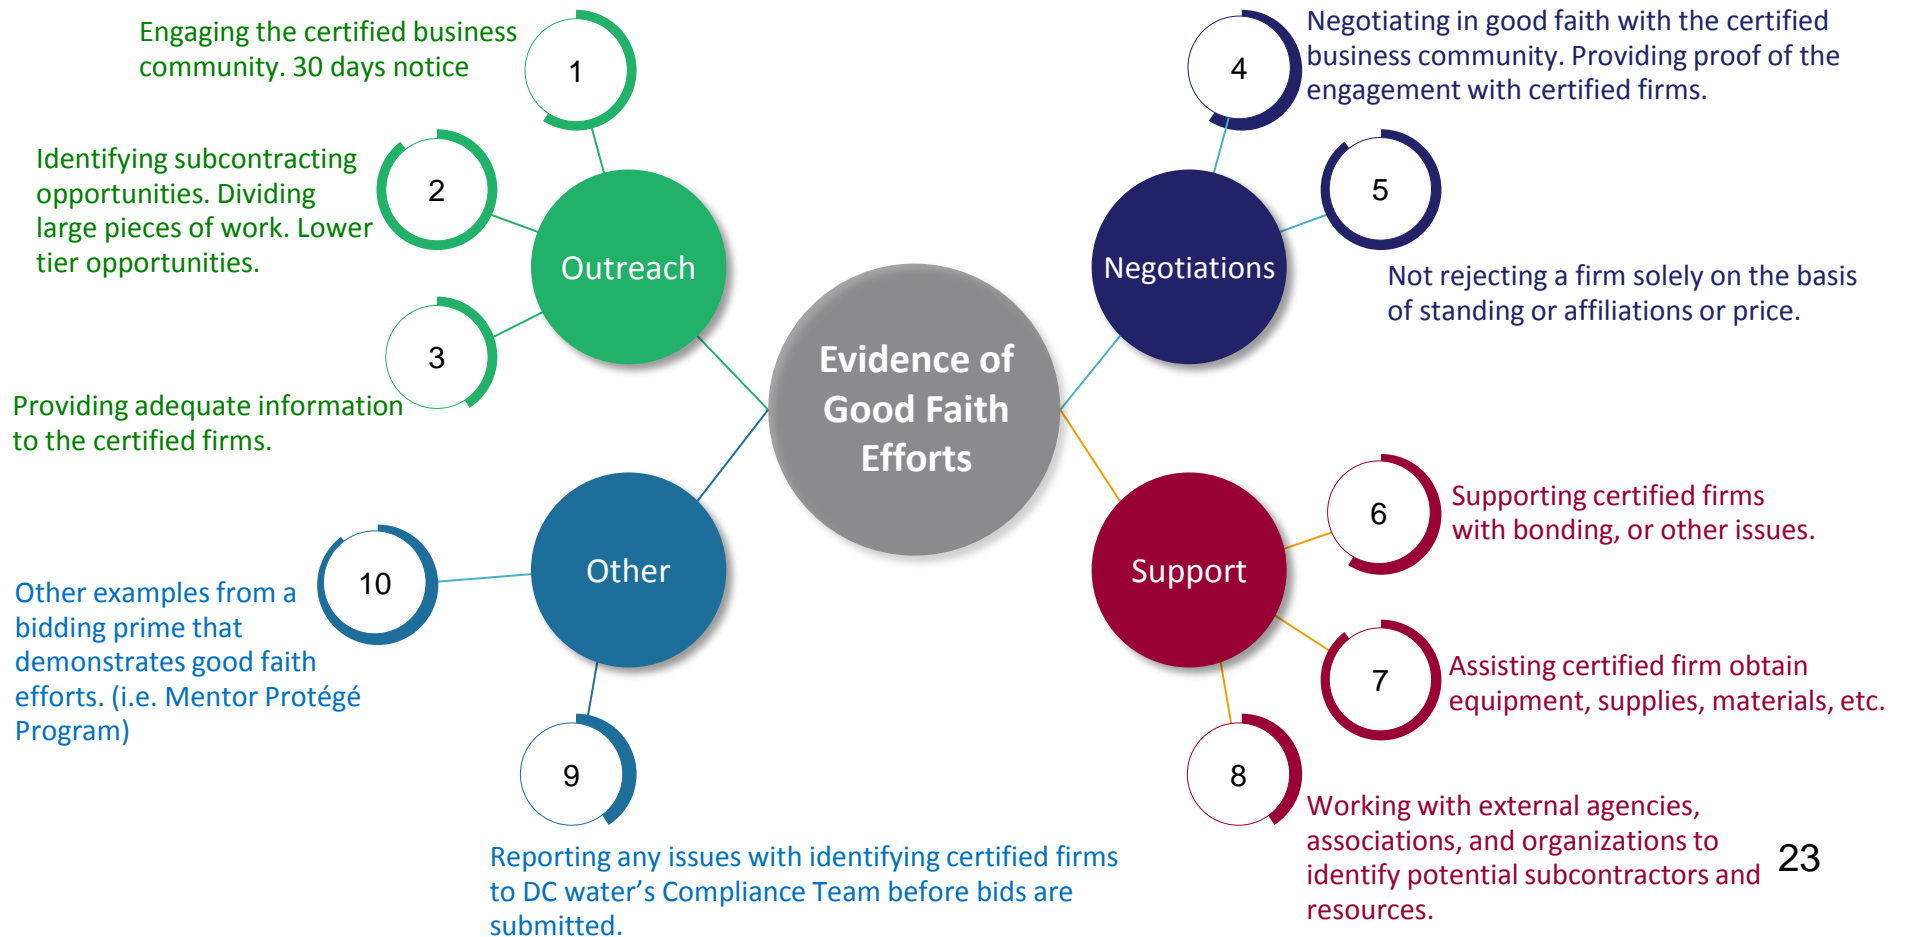 Engaging the certified business
community. 30 days notice
1
Identifying subcontracting
opportunities. Dividing
large pieces of work. Lower
tier opportunities.
2
Providing adequate information
to the certified firms.
3
Outreach
Negotiating in good faith with the certified
business community. Providing proof of the
engagement with certified firms.
4
5
Not rejecting a firm solely on the basis
of standing or affiliations or price.
Negotiations
Evidence of
Good Faith
Efforts
Other
10
Other examples from a
bidding prime that
demonstrates good faith
efforts. (i.e. Mentor Protégé
Program)
9
Reporting any issues with identifying certified firms
to DC water’s Compliance Team before bids are
submitted.
Support
6
Supporting certified firms
with bonding, or other issues.
7
Assisting certified firm obtain
equipment, supplies, materials, etc.
8
Working with external agencies,
associations, and organizations to
identify potential subcontractors and
resources.
23